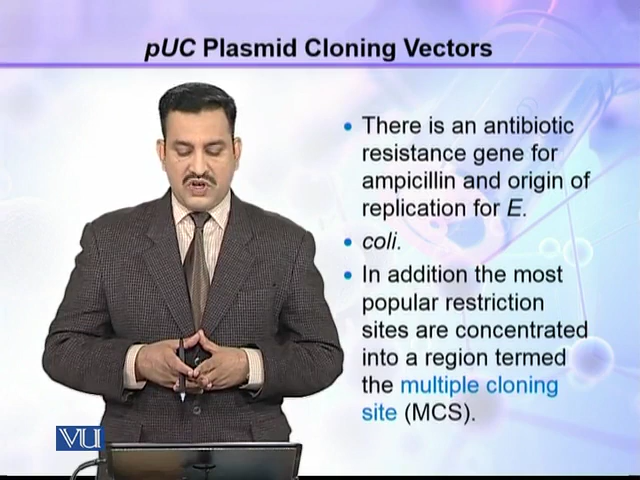 pUC Plasmid Cloning Vectors
• There is an antibiotic
resistance gene for
ampicillin and origin of
replication for E.
• coli.
• In addition the most
popular restriction
sites are concentrated
into a region termed
the multiple cloning
site (MCS).
VU